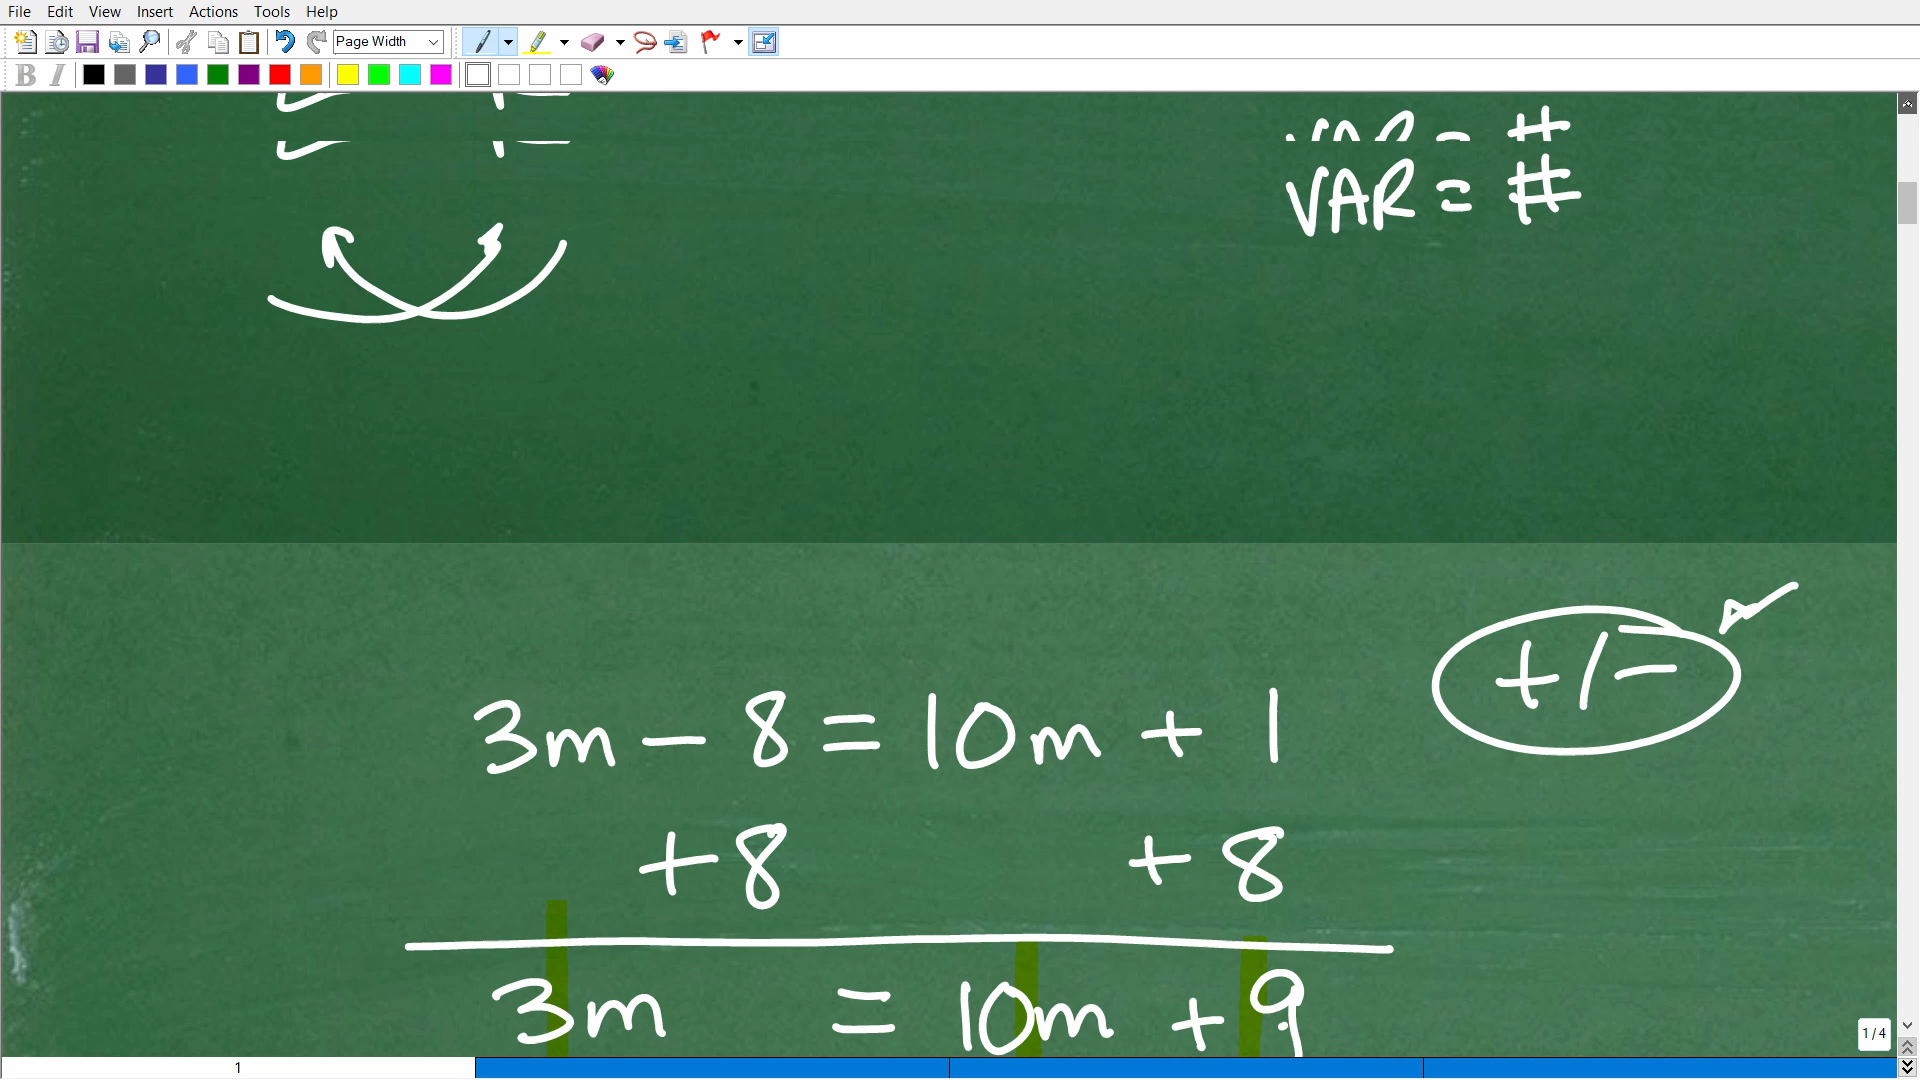 File Edit View Insert Actions Tools Help
Page Width
B I
VAR = #
+/-
3m - 8 = 10m + 1
+8 +8
3m = 10m + 9
1 / 4
1